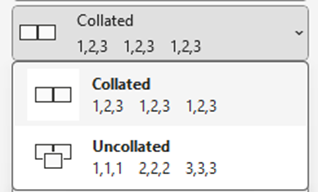 Collated
1,2,3 1,2,3 1,2,3
Collated
1,2,3 1,2,3 1,2,3
Uncollated
1,1,1 2,2,2 3,3,3